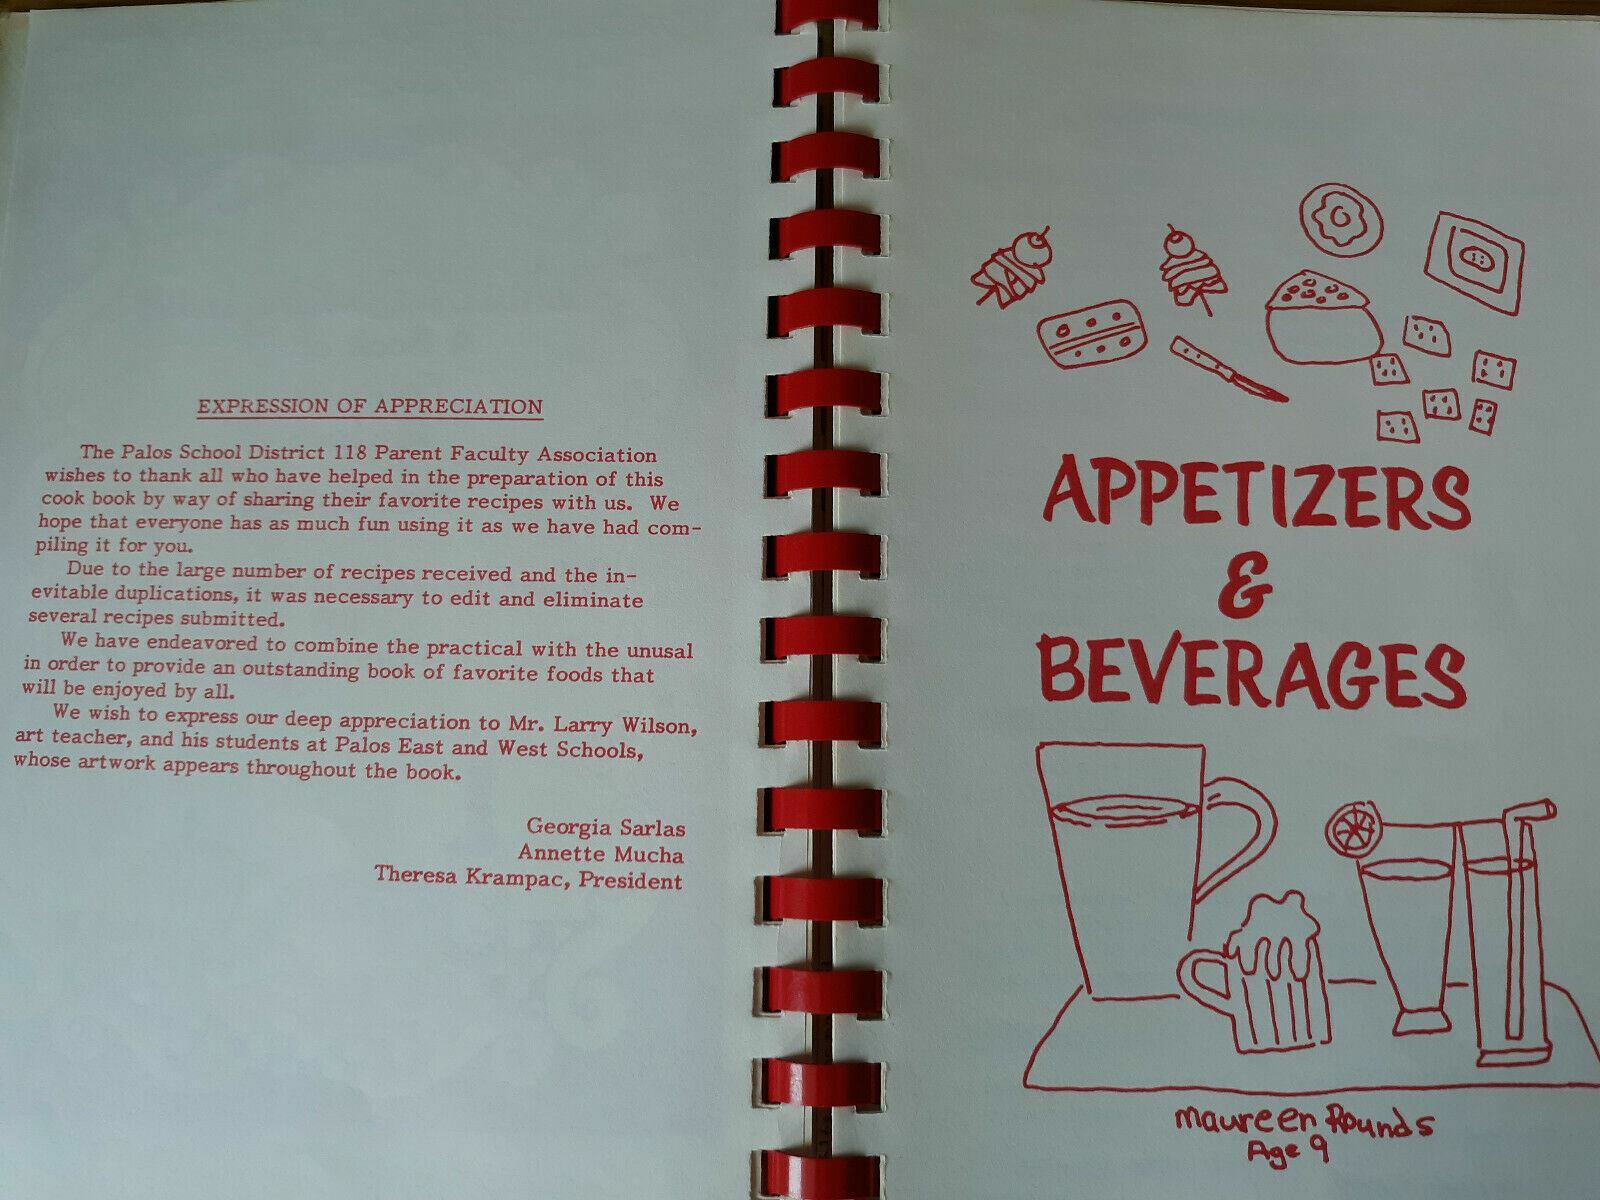 EXPRESSION OF APPRECIATION
The Palos School District 118 Parent Faculty Association
wishes to thank all who have helped in the preparation of this
cook book by way of sharing their favorite recipes with us. We
hope that everyone has as much fun using it as we have had com-
piling it for you.
Due to the large number of recipes received and the in-
evitable duplications, it was necessary to edit and eliminate
several recipes submitted.
We have endeavored to combine the practical with the unusal
in order to provide an outstanding book of favorite foods that
will be enjoyed by all.
We wish to express our deep appreciation to Mr. Larry Wilson,
art teacher, and his students at Palos East and West Schools,
whose artwork appears throughout the book.
Georgia Sarlas
Annette Mucha
Theresa Krampac, President
APPETIZERS
&
BEVERAGES
Maureen Rounds
Age 9